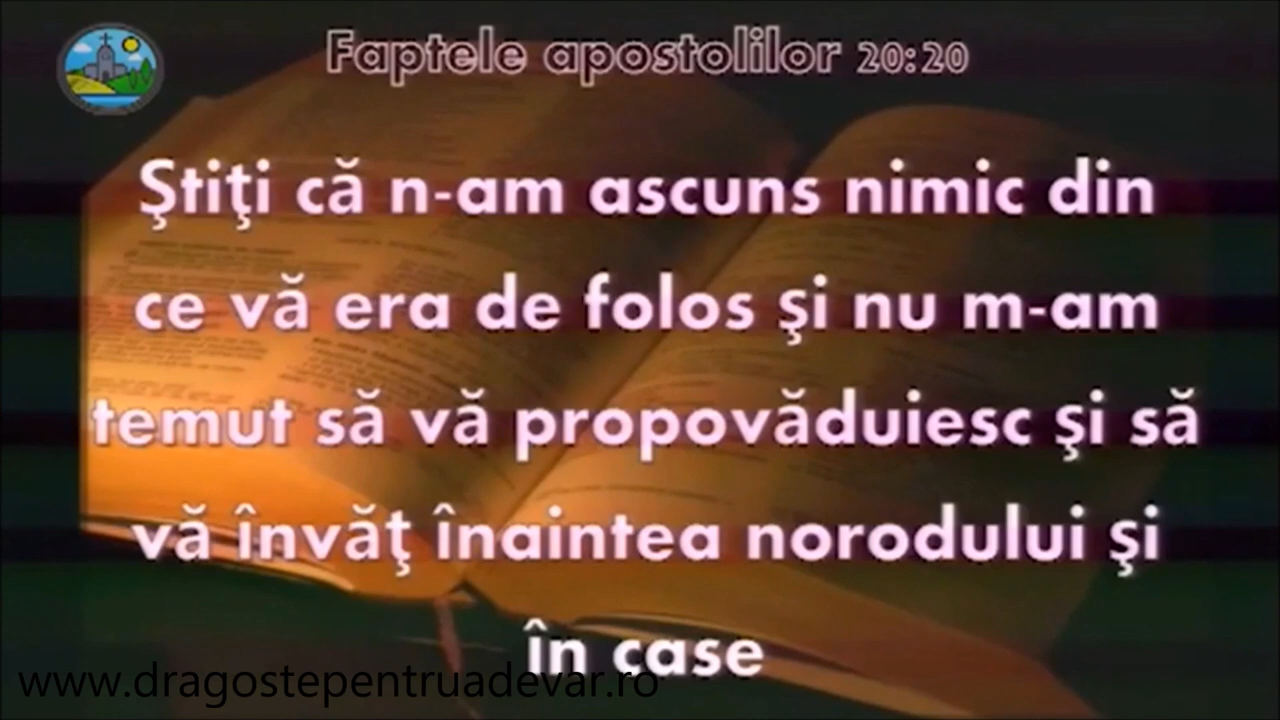 Faptele apostolilor 20:20
Ştiţi că n-am ascuns nimic din
ce vă era de folos şi nu m-am
temut să vă propovăduiesc şi să
vă învăţ înaintea norodului şi
în case
www.dragostepentruadevar.ro